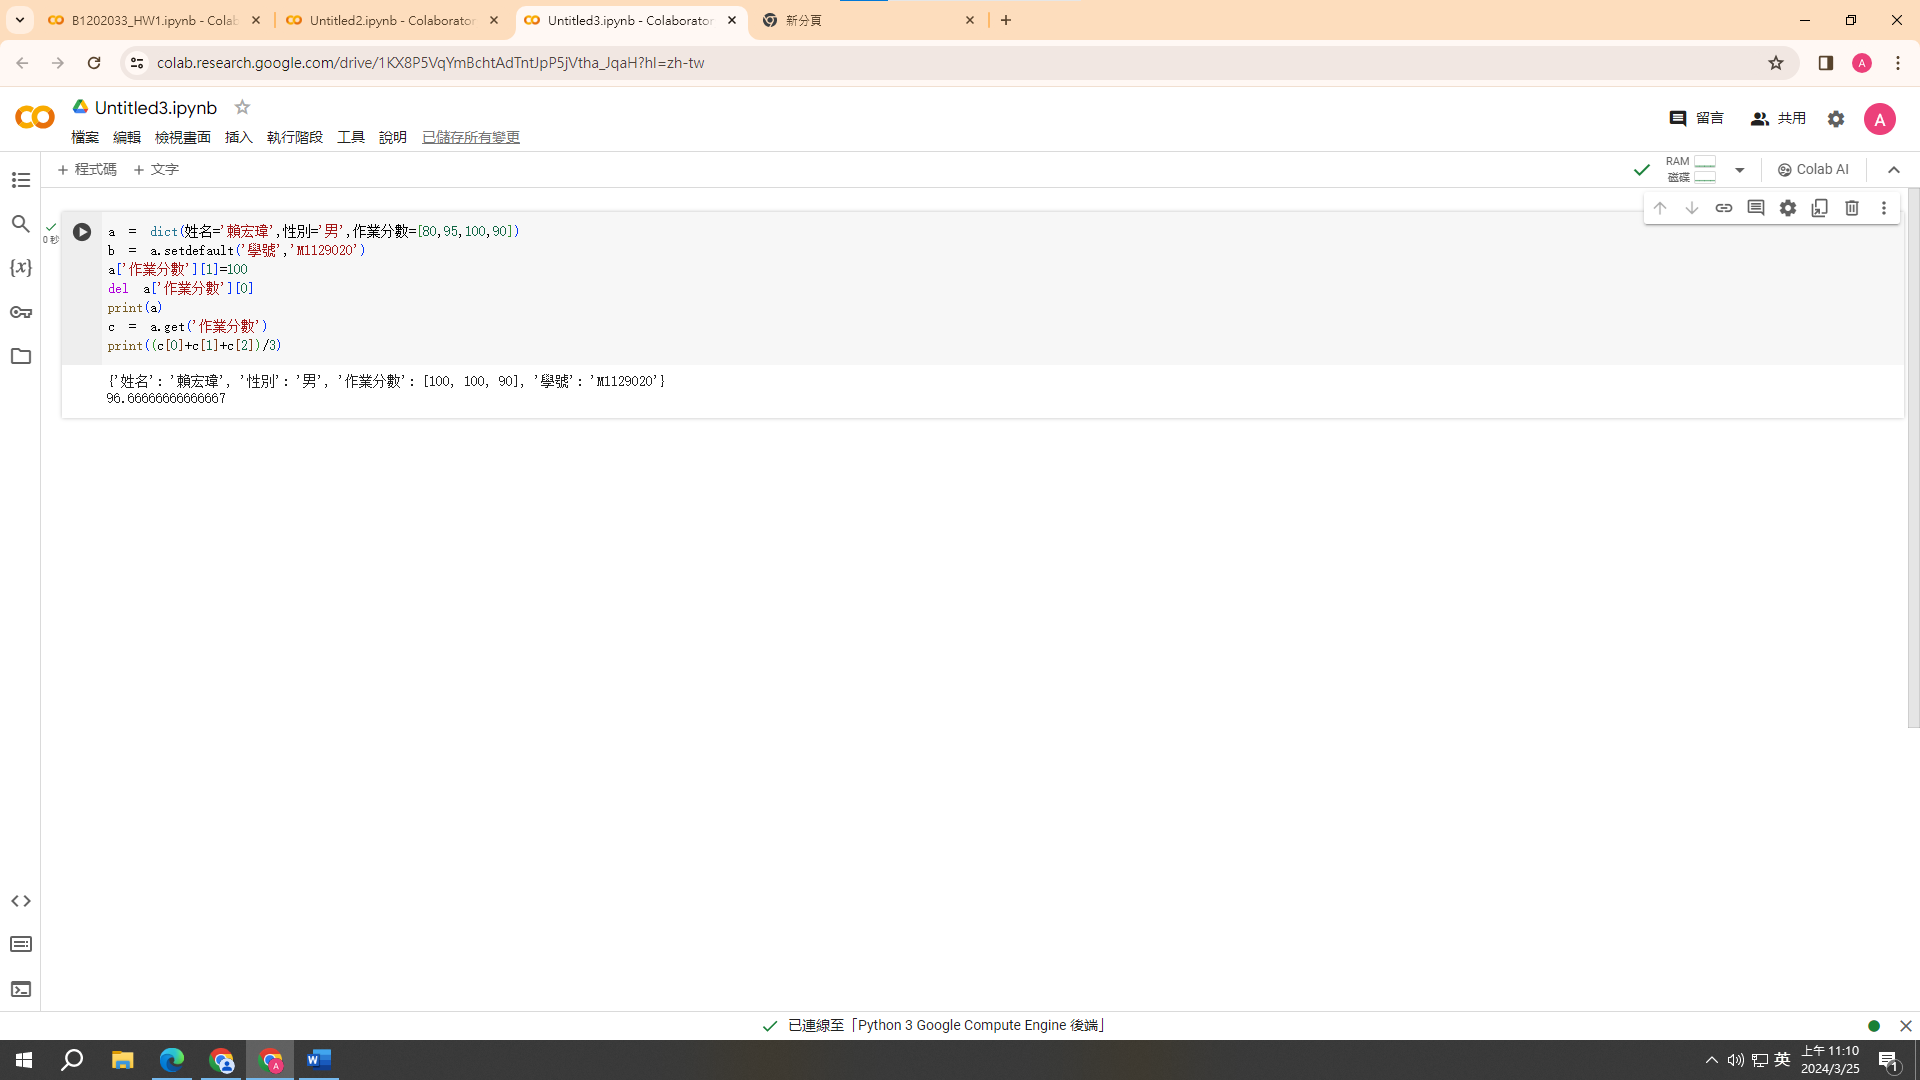 B1202033_HW1.ipynb - Colab
Untitled2.ipynb - Colaborator
Untitled3.ipynb - Colaborator
新分頁
colab.research.google.com/drive/1KX8P5VqYmBchtAdTntJpP5jVtha_JqaH?hl=zh-tw
A
Untitled3.ipynb
檔案 編輯 檢視畫面 插入 執行階段 工具 說明 已儲存所有變更
留言 共用 A
+ 程式碼 + 文字
RAM
磁碟
Colab AI
{x}
0 秒
a = dict(姓名='賴宏瑋',性別='男',作業分數=[80,95,100,90])
b = a.setdefault('學號','M1129020')
a['作業分數'][1]=100
del a['作業分數'][0]
print(a)
c = a.get('作業分數')
print((c[0]+c[1]+c[2])/3)
{'姓名': '賴宏瑋', '性別': '男', '作業分數': [100, 100, 90], '學號': 'M1129020'}
96.66666666666667
已連線至「Python 3 Google Compute Engine 後端」
英
上午 11:10
2024/3/25
1